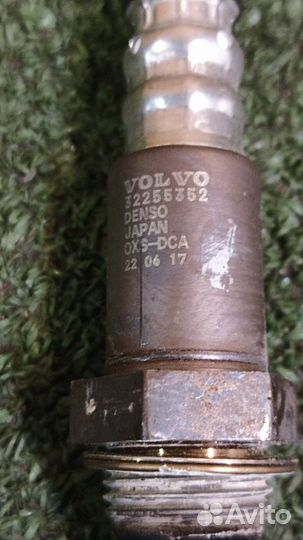 VOLVO
32255352
DENSO
JAPAN
OXS-DCA
22 06 17
Avito